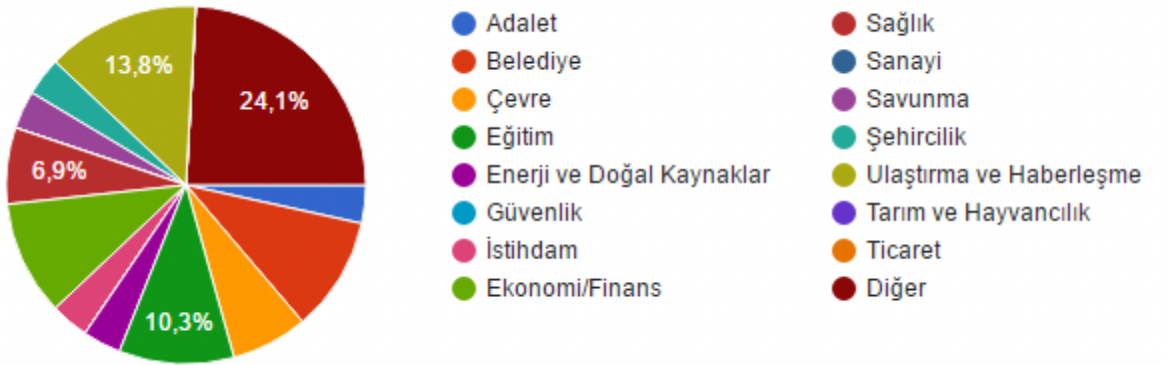 13,8%
24,1%
6,9%
10,3%
Adalet
Belediye
Çevre
Eğitim
Enerji ve Doğal Kaynaklar
Güvenlik
İstihdam
Ekonomi/Finans
Sağlık
Sanayi
Savunma
Şehircilik
Ulaştırma ve Haberleşme
Tarım ve Hayvancılık
Ticaret
Diğer